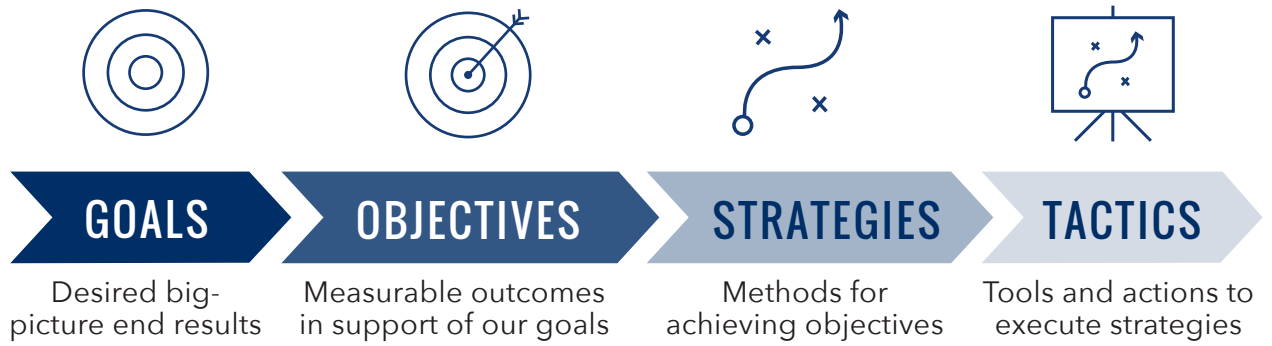 GOALS
Desired big-
picture end results
OBJECTIVES
Measurable outcomes
in support of our goals
STRATEGIES
Methods for
achieving objectives
TACTICS
Tools and actions to
execute strategies